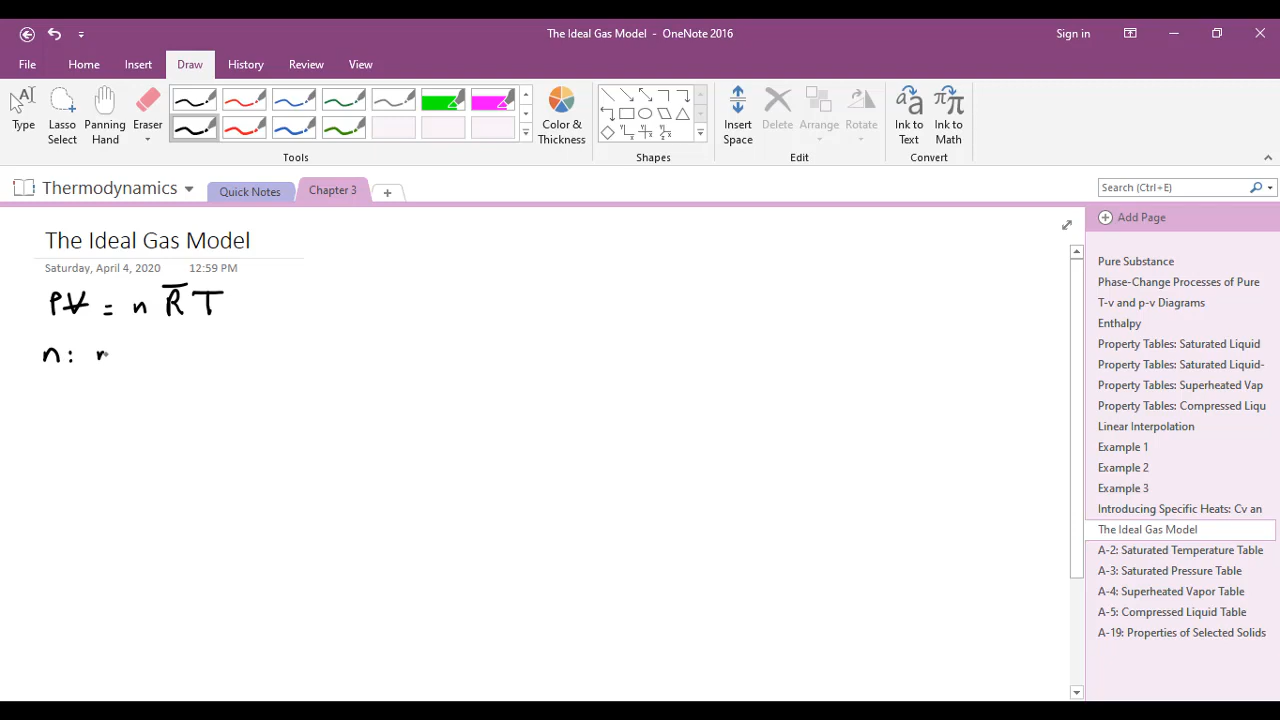 The Ideal Gas Model - OneNote 2016
Sign in
File Home Insert Draw History Review View
Type
Lasso Select
Panning Hand
Eraser
Color & Thickness
Insert Space
Delete
Arrange
Rotate
Ink to Text
Ink to Math
Tools Shapes Edit Convert
Thermodynamics Quick Notes Chapter 3
Search (Ctrl+E)
Add Page
The Ideal Gas Model
Saturday, April 4, 2020 12:59 PM
PV = n R̅ T
n:
Pure Substance
Phase-Change Processes of Pure
T-v and p-v Diagrams
Enthalpy
Property Tables: Saturated Liquid
Property Tables: Saturated Liquid-
Property Tables: Superheated Vap
Property Tables: Compressed Liqu
Linear Interpolation
Example 1
Example 2
Example 3
Introducing Specific Heats: Cv an
The Ideal Gas Model
A-2: Saturated Temperature Table
A-3: Saturated Pressure Table
A-4: Superheated Vapor Table
A-5: Compressed Liquid Table
A-19: Properties of Selected Solids